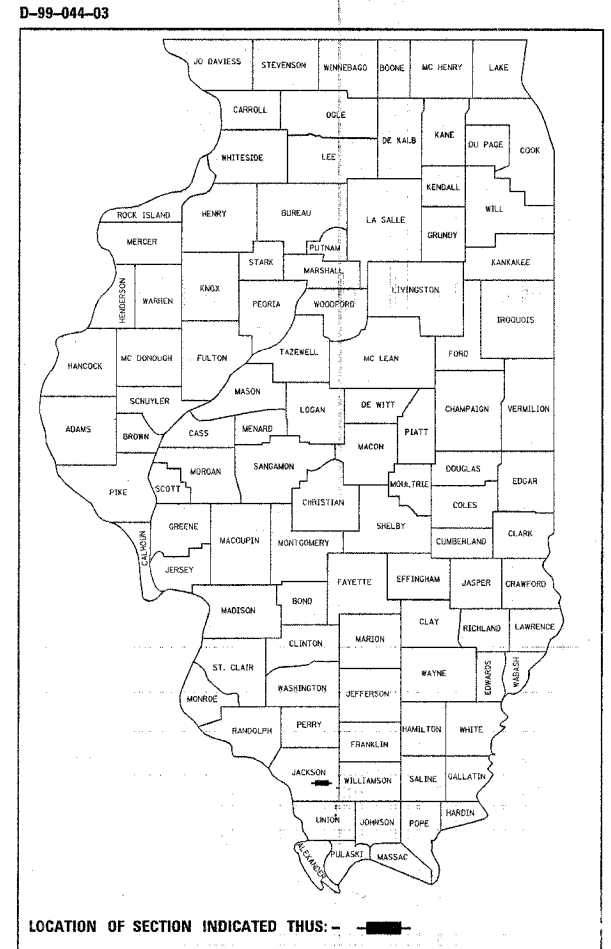 D-99-044-03
JO DAVIESS STEVENSON WINNEBAGO BOONE MC HENRY LAKE
CARROLL OGLE DE KALB KANE DU PAGE COOK
WHITESIDE LEE
KENDALL
ROCK ISLAND HENRY BUREAU LA SALLE GRUNDY WILL
MERCER PUTNAM
STARK MARSHALL KANKAKEE
HENDERSON WARREN KNOX PEORIA WOODFORD LIVINGSTON IROQUOIS
HANCOCK MC DONOUGH FULTON TAZEWELL MC LEAN FORD
MASON
SCHUYLER LOGAN DE WITT CHAMPAIGN VERMILION
ADAMS BROWN CASS MENARD PIATT
MACON
PIKE SCOTT MORGAN SANGAMON MOULTRIE DOUGLAS EDGAR
CHRISTIAN COLES
CALHOUN GREENE MACOUPIN MONTGOMERY SHELBY CUMBERLAND CLARK
JERSEY FAYETTE EFFINGHAM JASPER CRAWFORD
MADISON BOND
CLAY RICHLAND LAWRENCE
CLINTON MARION
ST. CLAIR WAYNE EDWARDS WABASH
MONROE WASHINGTON JEFFERSON
RANDOLPH PERRY HAMILTON WHITE
FRANKLIN
JACKSON WILLIAMSON SALINE GALLATIN
UNION JOHNSON POPE HARDIN
ALEXANDER PULASKI MASSAC
LOCATION OF SECTION INDICATED THUS: -